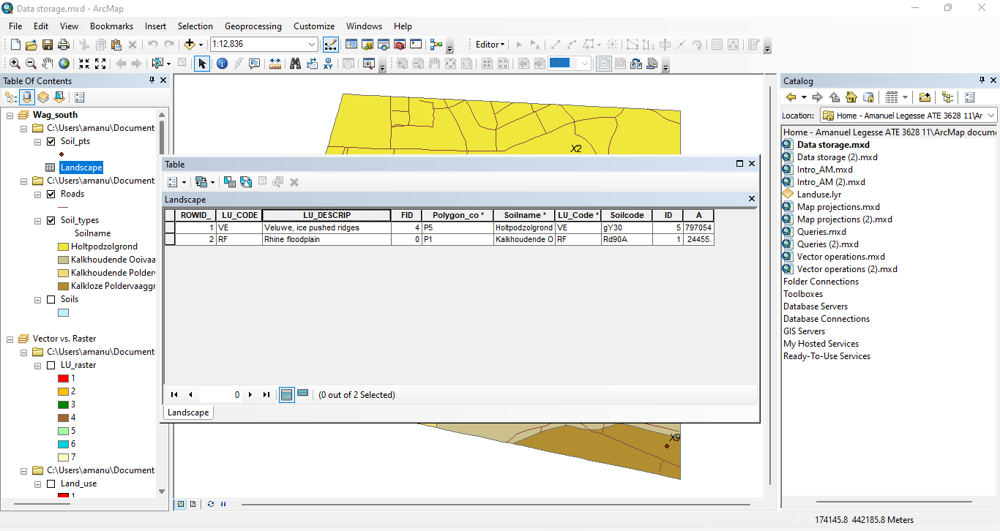 Data storage.mxd - ArcMap
File Edit View Bookmarks Insert Selection Geoprocessing Customize Windows Help
1:12,836
Editor
100%
Table Of Contents
Wag_south
C:\Users\amanu\Document
Soil_pts
Landscape
C:\Users\amanu\Document
Roads
Soil_types
Soilname
Holtpodzolgrond
Kalkhoudende Ooivaa
Kalkhoudende Polder
Kalkloze Poldervaaggr
Soils
Vector vs. Raster
C:\Users\amanu\Document
LU_raster
1
2
3
4
5
6
7
C:\Users\amanu\Document
Land_use
1
X2
Table
Landscape
ROWID_ LU_CODE LU_DESCRIP FID Polygon_co * Soilname * LU_Code * Soilcode ID A
1 VE Veluwe, ice pushed ridges 4 P5 Holtpodzolgrond VE gY30 5 797054
2 RF Rhine floodplain 0 P1 Kalkhoudende O RF Rd90A 1 24455.
0 (0 out of 2 Selected)
Landscape
X9
Catalog
Location: Home - Amanuel Legesse ATE 3628 11\Ar
Home - Amanuel Legesse ATE 3628 11\ArcMap docume
Data storage.mxd
Data storage (2).mxd
Intro_AM.mxd
Intro_AM (2).mxd
Landuse.lyr
Map projections.mxd
Map projections (2).mxd
Queries.mxd
Queries (2).mxd
Vector operations.mxd
Vector operations (2).mxd
Folder Connections
Toolboxes
Database Servers
Database Connections
GIS Servers
My Hosted Services
Ready-To-Use Services
174145.8 442185.8 Meters